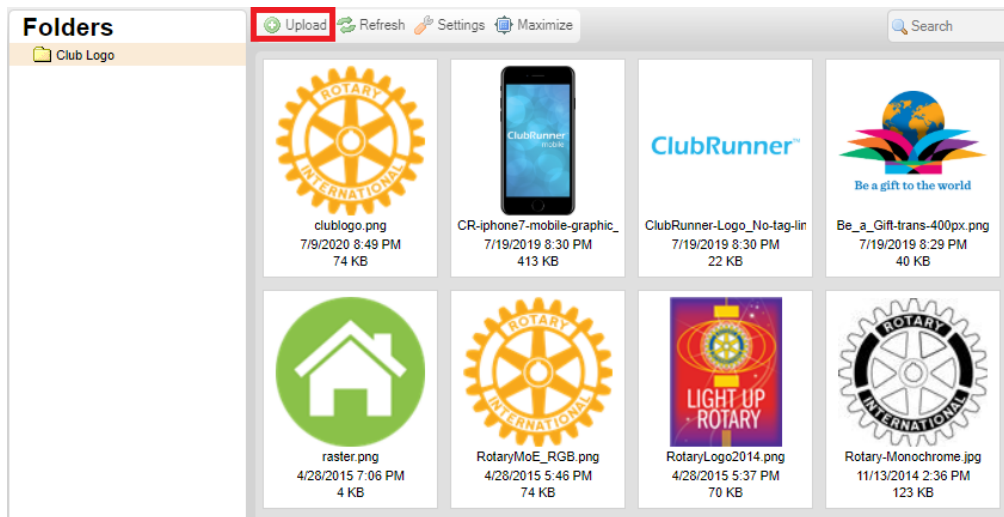 Folders
Club Logo
Upload Refresh Settings Maximize Search
ROTARY
INTERNATIONAL
clublogo.png
7/9/2020 8:49 PM
74 KB
ClubRunner
mobile
CR-iphone7-mobile-graphic_
7/19/2019 8:30 PM
413 KB
ClubRunner™
ClubRunner-Logo_No-tag-lin
7/19/2019 8:30 PM
22 KB
Be a gift to the world
Be_a_Gift-trans-400px.png
7/19/2019 8:29 PM
40 KB
raster.png
4/28/2015 7:06 PM
4 KB
ROTARY
INTERNATIONAL
RotaryMoE_RGB.png
4/28/2015 5:46 PM
74 KB
LIGHT UP
ROTARY
RotaryLogo2014.png
4/28/2015 5:37 PM
70 KB
ROTARY
INTERNATIONAL
Rotary-Monochrome.jpg
11/13/2014 2:36 PM
123 KB